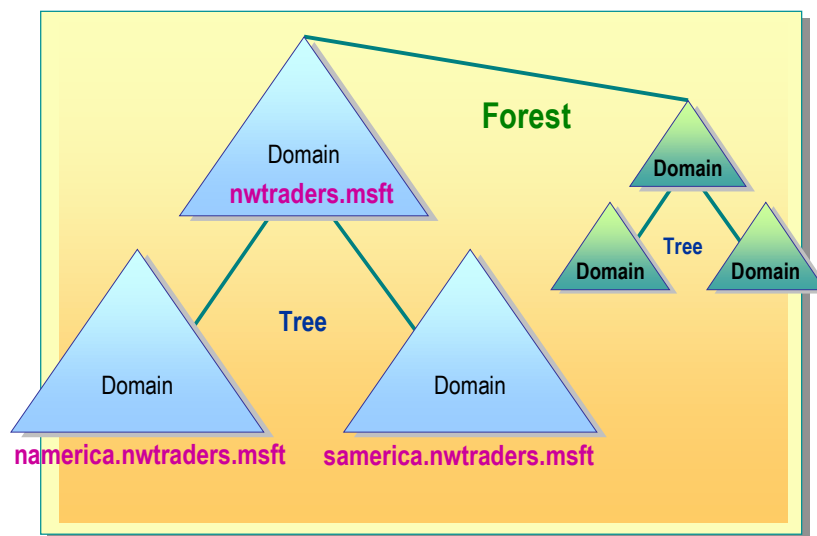 Forest
Domain
nwtraders.msft
Domain
Domain
Tree
Domain
Tree
Domain
Domain
namerica.nwtraders.msft
samerica.nwtraders.msft